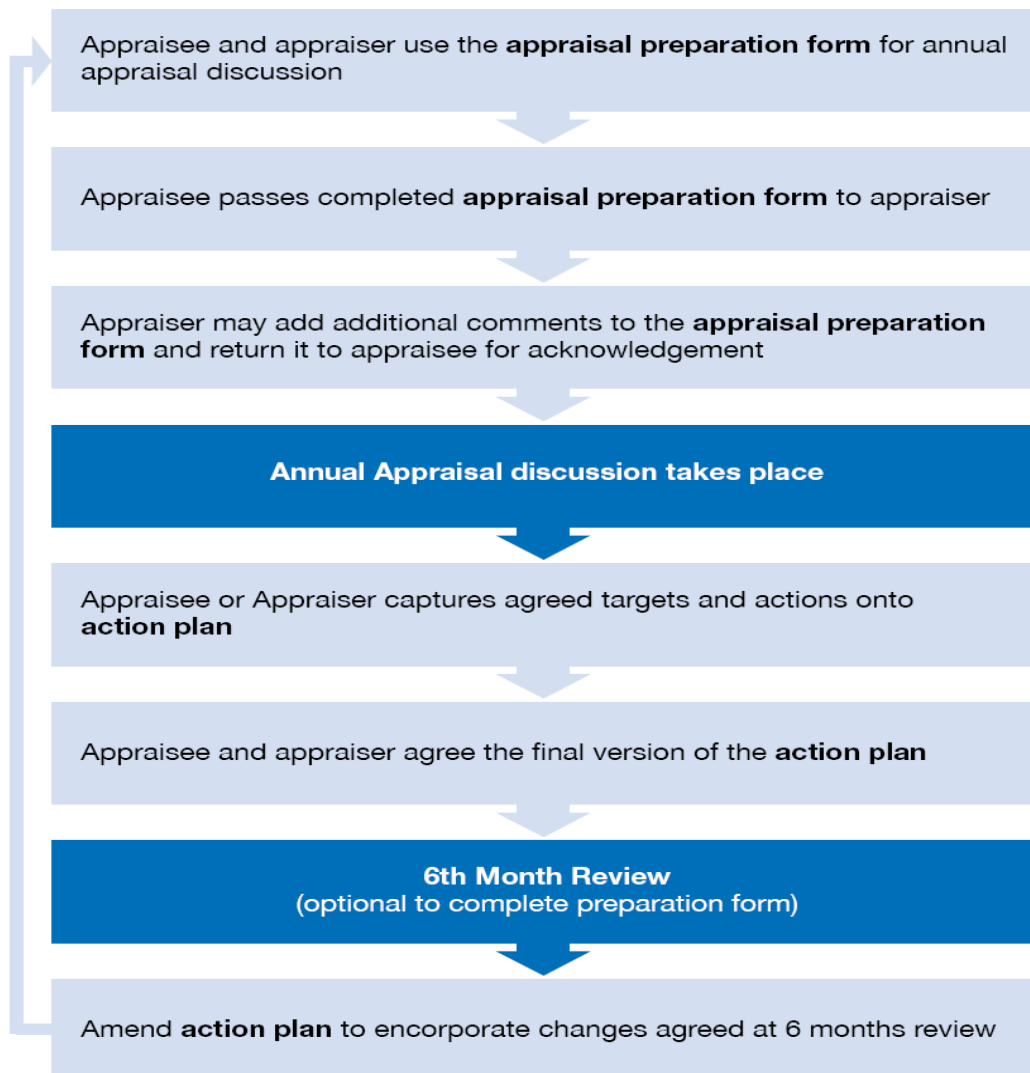 Appraisee and appraiser use the appraisal preparation form for annual
appraisal discussion
Appraisee passes completed appraisal preparation form to appraiser
Appraiser may add additional comments to the appraisal preparation
form and return it to appraisee for acknowledgement
Annual Appraisal discussion takes place
Appraisee or Appraiser captures agreed targets and actions onto
action plan
Appraisee and appraiser agree the final version of the action plan
6th Month Review
(optional to complete preparation form)
Amend action plan to encorporate changes agreed at 6 months review